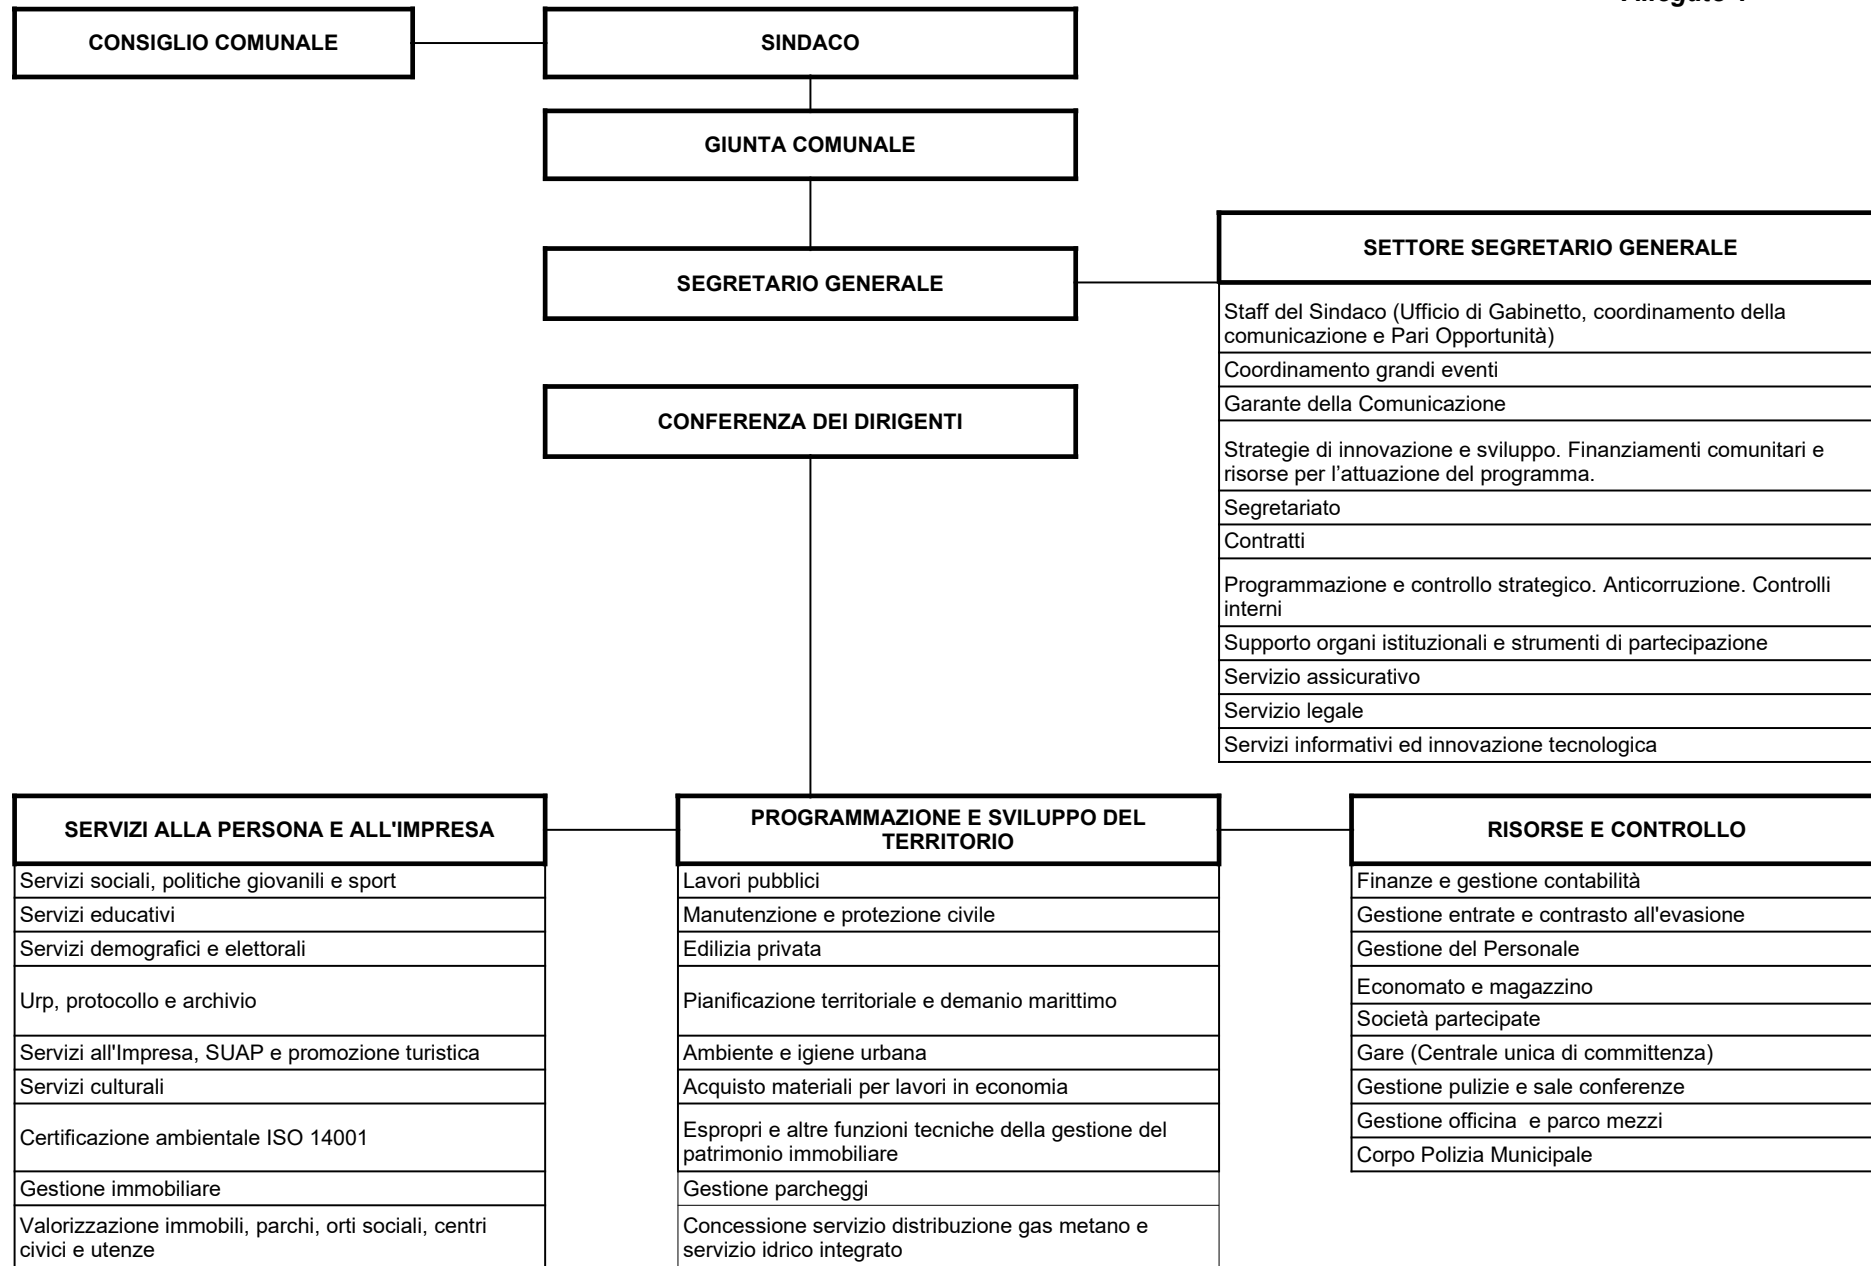 CONSIGLIO COMUNALE
SINDACO
GIUNTA COMUNALE
SEGRETARIO GENERALE
SETTORE SEGRETARIO GENERALE
Staff del Sindaco (Ufficio di Gabinetto, coordinamento della
comunicazione e Pari Opportunità)
Coordinamento grandi eventi
Garante della Comunicazione
Strategie di innovazione e sviluppo. Finanziamenti comunitari e
risorse per l’attuazione del programma.
Segretariato
Contratti
Programmazione e controllo strategico. Anticorruzione. Controlli
interni
Supporto organi istituzionali e strumenti di partecipazione
Servizio assicurativo
Servizio legale
Servizi informativi ed innovazione tecnologica
CONFERENZA DEI DIRIGENTI
SERVIZI ALLA PERSONA E ALL'IMPRESA
Servizi sociali, politiche giovanili e sport
Servizi educativi
Servizi demografici e elettorali
Urp, protocollo e archivio
Servizi all'Impresa, SUAP e promozione turistica
Servizi culturali
Certificazione ambientale ISO 14001
Gestione immobiliare
Valorizzazione immobili, parchi, orti sociali, centri
civici e utenze
PROGRAMMAZIONE E SVILUPPO DEL
TERRITORIO
Lavori pubblici
Manutenzione e protezione civile
Edilizia privata
Pianificazione territoriale e demanio marittimo
Ambiente e igiene urbana
Acquisto materiali per lavori in economia
Espropri e altre funzioni tecniche della gestione del
patrimonio immobiliare
Gestione parcheggi
Concessione servizio distribuzione gas metano e
servizio idrico integrato
RISORSE E CONTROLLO
Finanze e gestione contabilità
Gestione entrate e contrasto all'evasione
Gestione del Personale
Economato e magazzino
Società partecipate
Gare (Centrale unica di committenza)
Gestione pulizie e sale conferenze
Gestione officina  e parco mezzi
Corpo Polizia Municipale